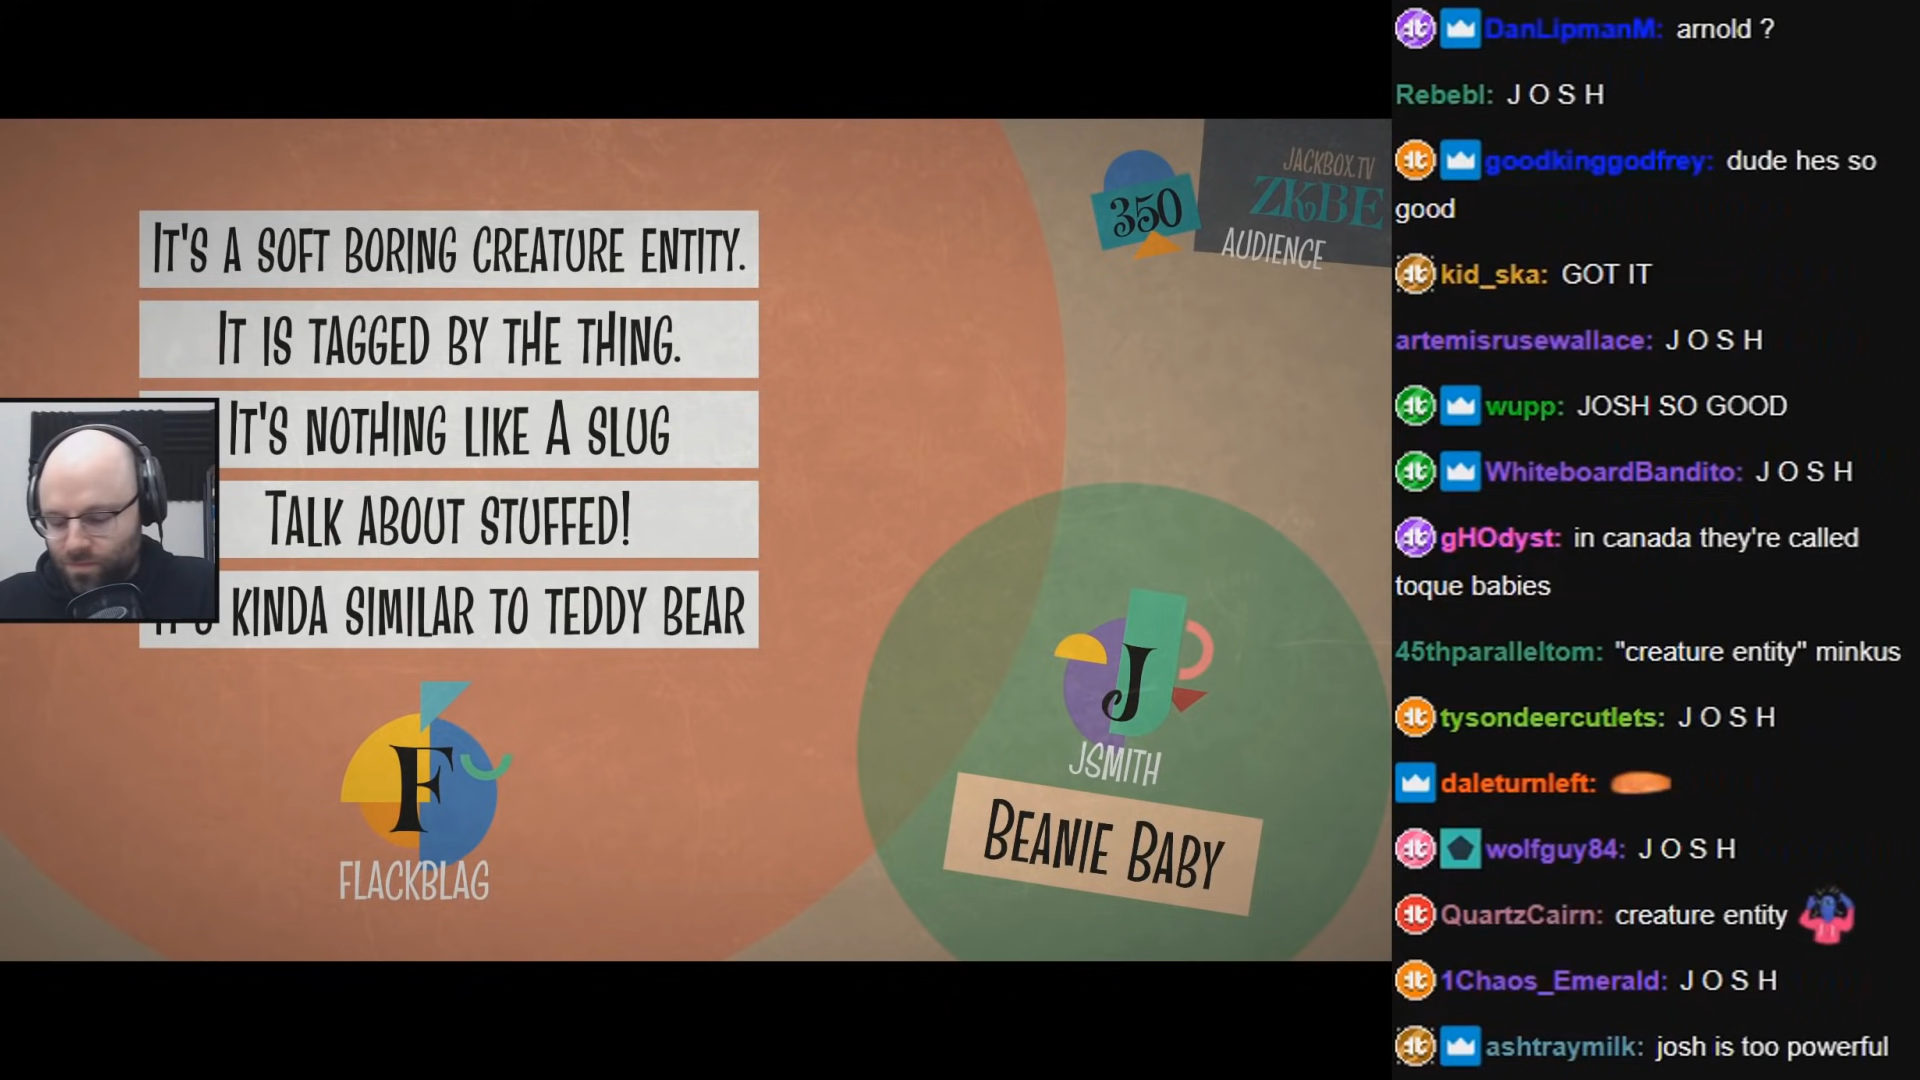 IT'S A SOFT BORING CREATURE ENTITY.
IT IS TAGGED BY THE THING.
IT'S NOTHING LIKE A SLUG
TALK ABOUT STUFFED!
IT'S KINDA SIMILAR TO TEDDY BEAR
F
FLACKBLAG
350
JACKBOX.TV
ZKBE
AUDIENCE
J
JSMITH
BEANIE BABY
DanLipmanM: arnold ?
Rebebl: J O S H
goodkinggodfrey: dude hes so
good
kid_ska: GOT IT
artemisrusewallace: J O S H
wupp: JOSH SO GOOD
WhiteboardBandito: J O S H
gHOdyst: in canada they're called
toque babies
45thparalleltom: "creature entity" minkus
tysondeercutlets: J O S H
daleturnleft:
wolfguy84: J O S H
QuartzCairn: creature entity
1Chaos_Emerald: J O S H
ashtraymilk: josh is too powerful